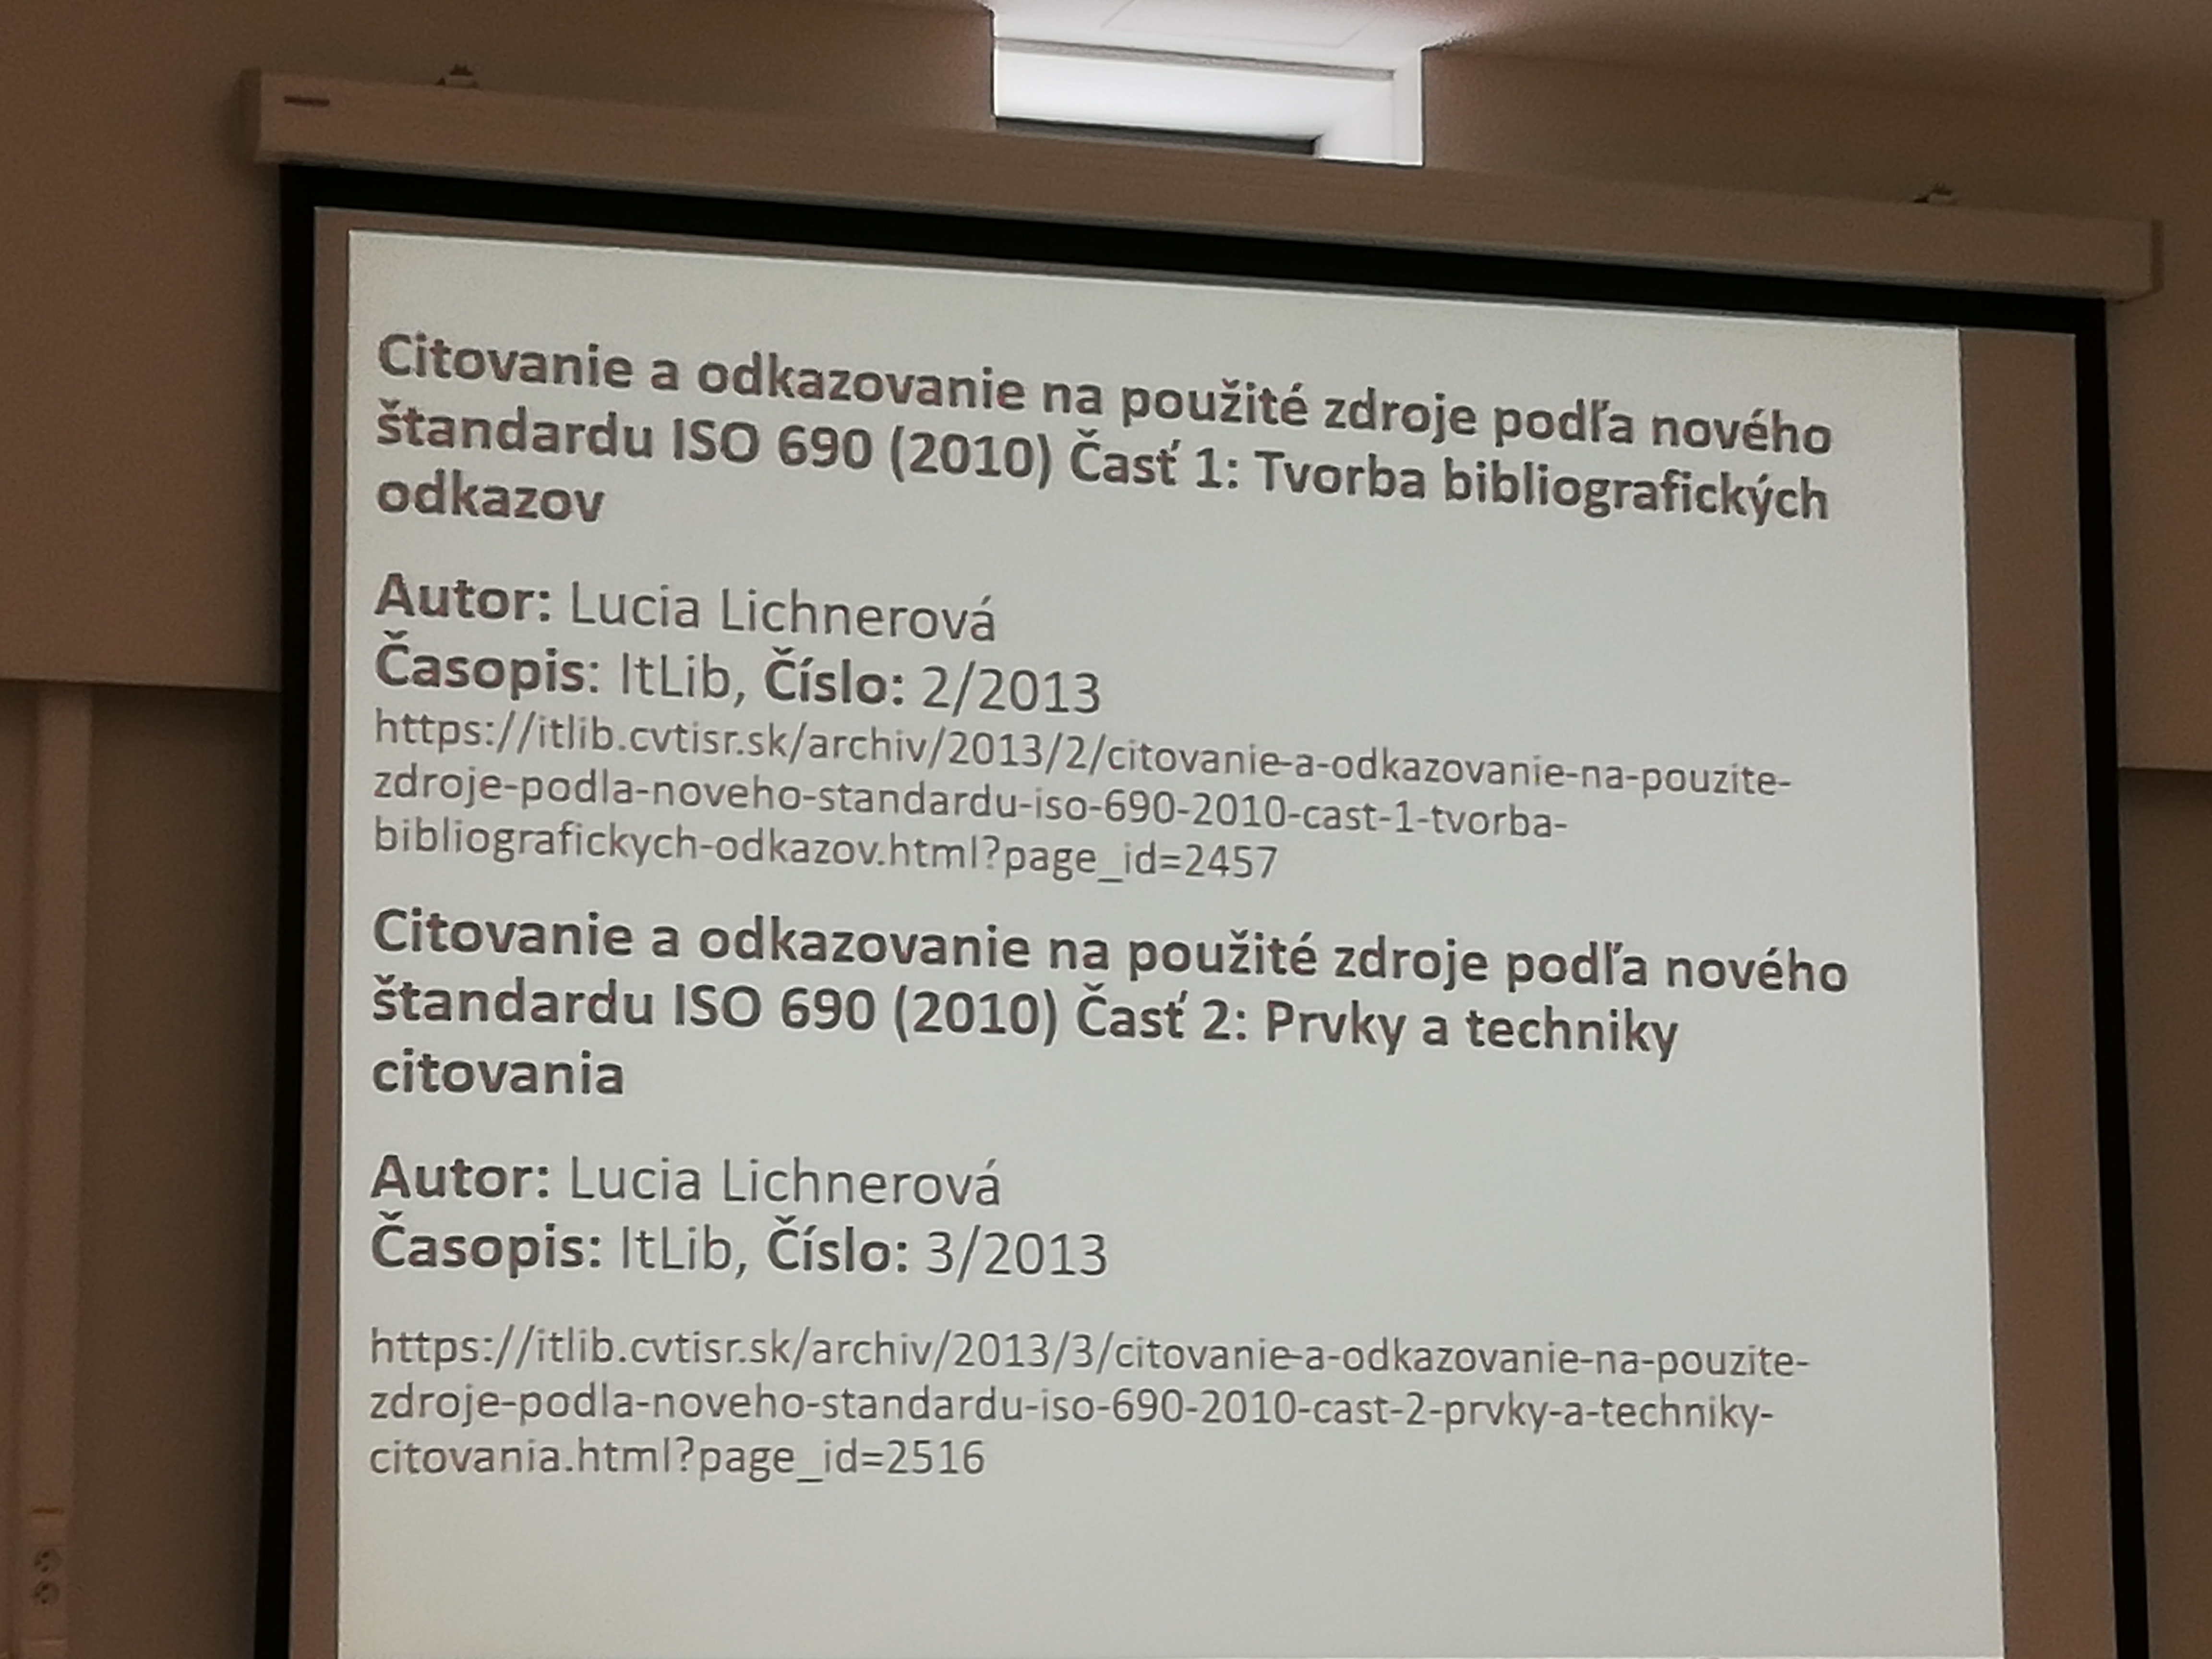 Citovanie a odkazovanie na použité zdroje podľa nového
štandardu ISO 690 (2010) Časť 1: Tvorba bibliografických
odkazov
Autor: Lucia Lichnerová
Časopis: ItLib, Číslo: 2/2013
https://itlib.cvtisr.sk/archiv/2013/2/citovanie-a-odkazovanie-na-pouzite-
zdroje-podla-noveho-standardu-iso-690-2010-cast-1-tvorba-
bibliografickych-odkazov.html?page_id=2457
Citovanie a odkazovanie na použité zdroje podľa nového
štandardu ISO 690 (2010) Časť 2: Prvky a techniky
citovania
Autor: Lucia Lichnerová
Časopis: ItLib, Číslo: 3/2013
https://itlib.cvtisr.sk/archiv/2013/3/citovanie-a-odkazovanie-na-pouzite-
zdroje-podla-noveho-standardu-iso-690-2010-cast-2-prvky-a-techniky-
citovania.html?page_id=2516